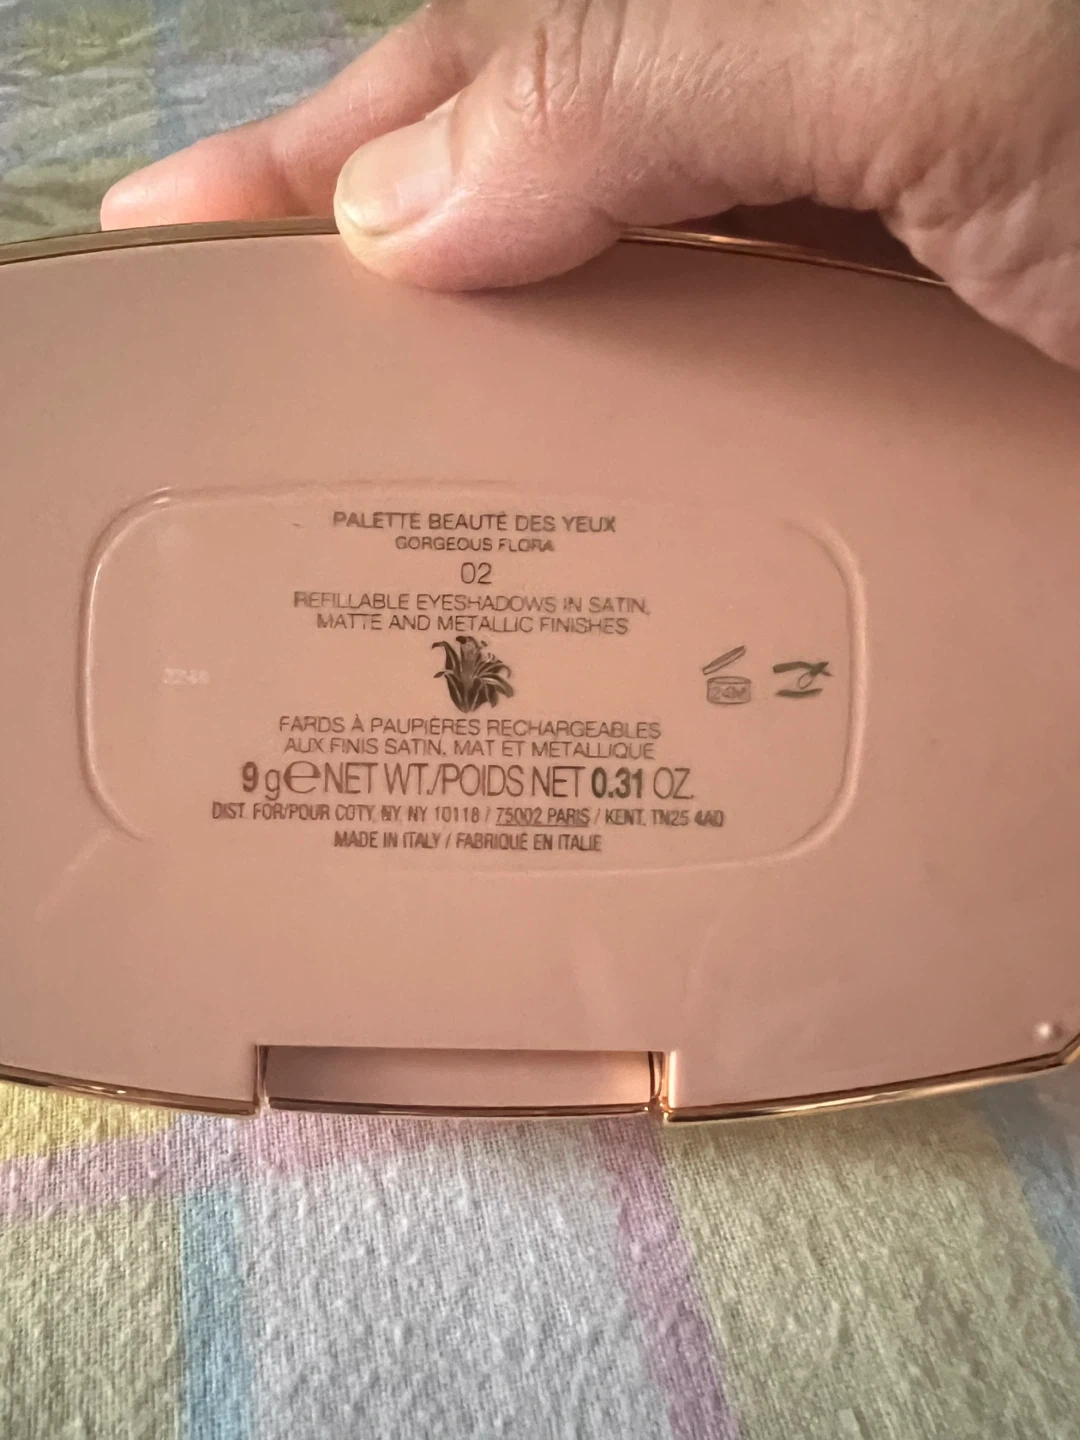 PALETTE BEAUTÉ DES YEUX
GORGEOUS FLORA
02
REFILLABLE EYESHADOWS IN SATIN,
MATTE AND METALLIC FINISHES
24M
FARDS À PAUPIÈRES RECHARGEABLES
AUX FINIS SATIN, MAT ET MÉTALLIQUE
9 g e NET WT./POIDS NET 0.31 OZ.
DIST. FOR/POUR COTY, NY, NY 10118 / 75002 PARIS / KENT, TN25 4AD
MADE IN ITALY / FABRIQUÉ EN ITALIE